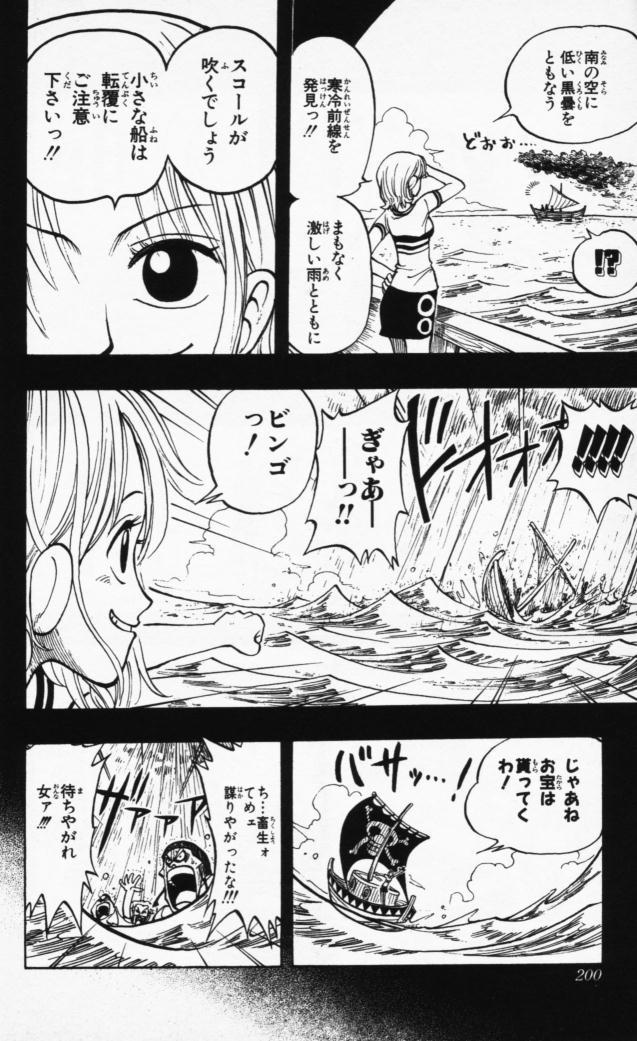 南の空に
低い黒曇を
ともなう
寒冷前線を
発見っ!!
どぉぉ‥‥
!?
まもなく
激しい雨とともに
スコールが
吹くでしょう
小さな船は
転覆に
ご注意
下さいっ!!
!!!!!
ドオオォ
ぎゃあ
――っ!!
ビンゴ
っ!
じゃあね
お宝は
貰ってく
わ!
バサッ…!
ち…畜生ォ
てめェ
謀りやがったな!!!
ザアァァ
待ちやがれ
女ァ!!!
200